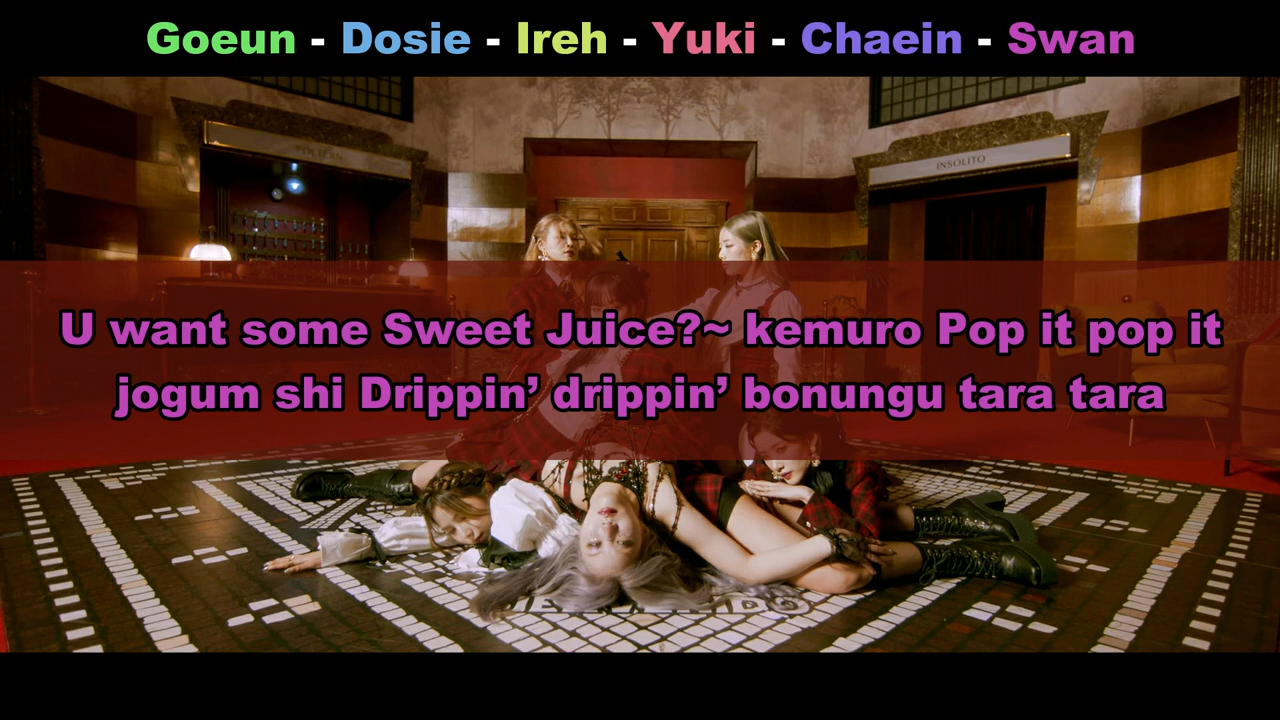 Goeun - Dosie - Ireh - Yuki - Chaein - Swan
INSOLITO
U want some Sweet Juice?~ kemuro Pop it pop it
jogum shi Drippin’ drippin’ bonungu tara tara